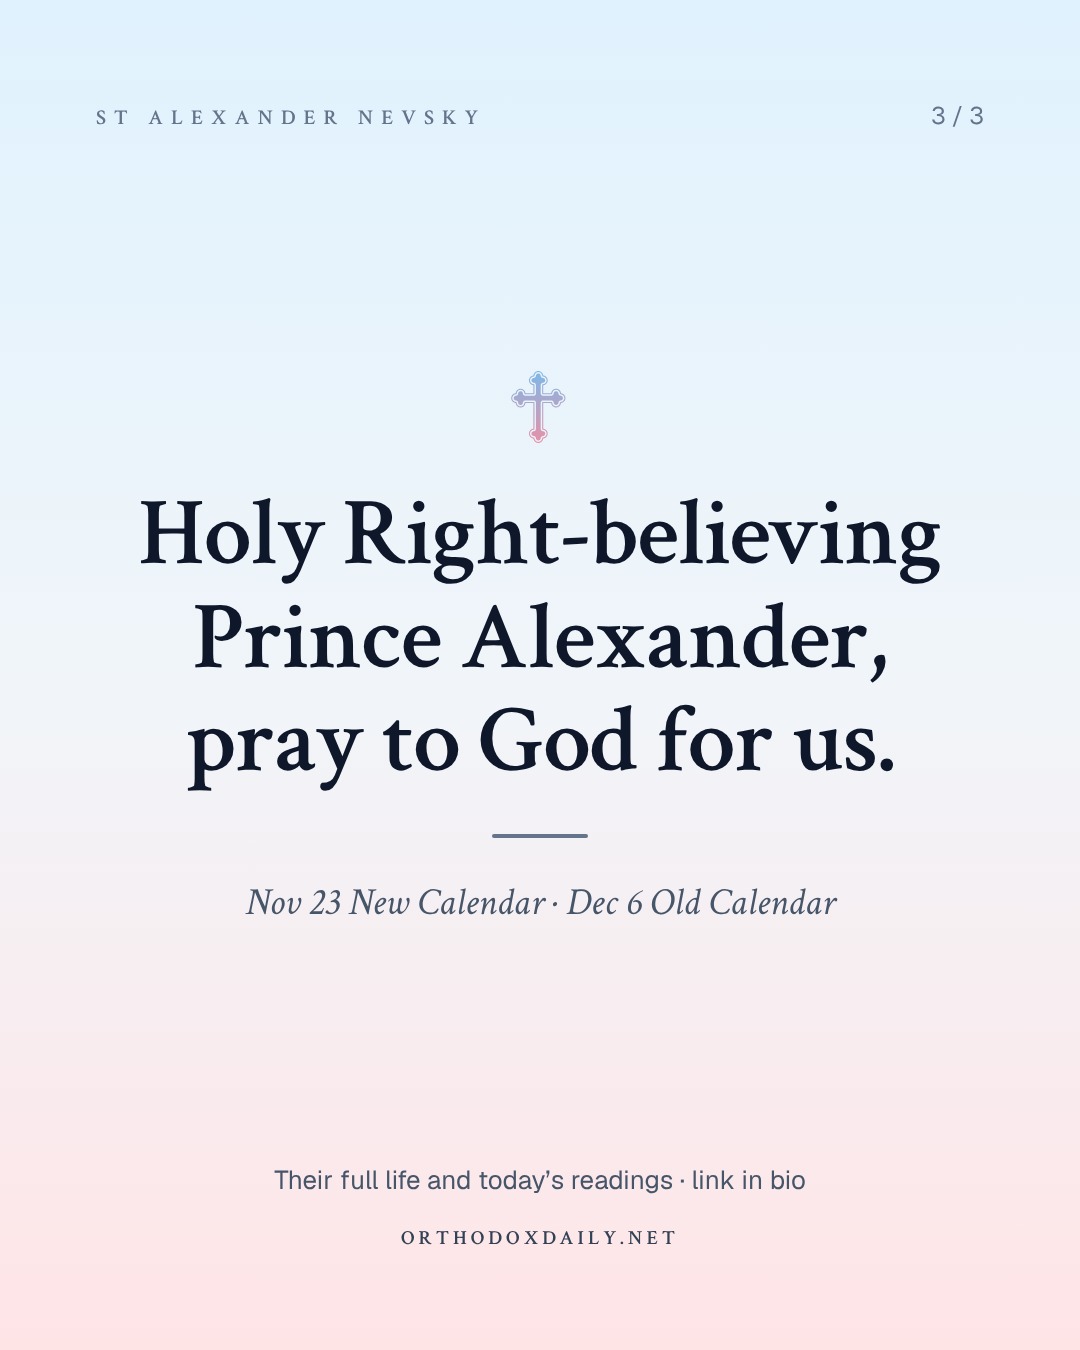 ST ALEXANDER NEVSKY
3 / 3
Holy Right-believing
Prince Alexander,
pray to God for us.
Nov 23 New Calendar · Dec 6 Old Calendar
Their full life and today’s readings · link in bio
ORTHODOXDAILY.NET